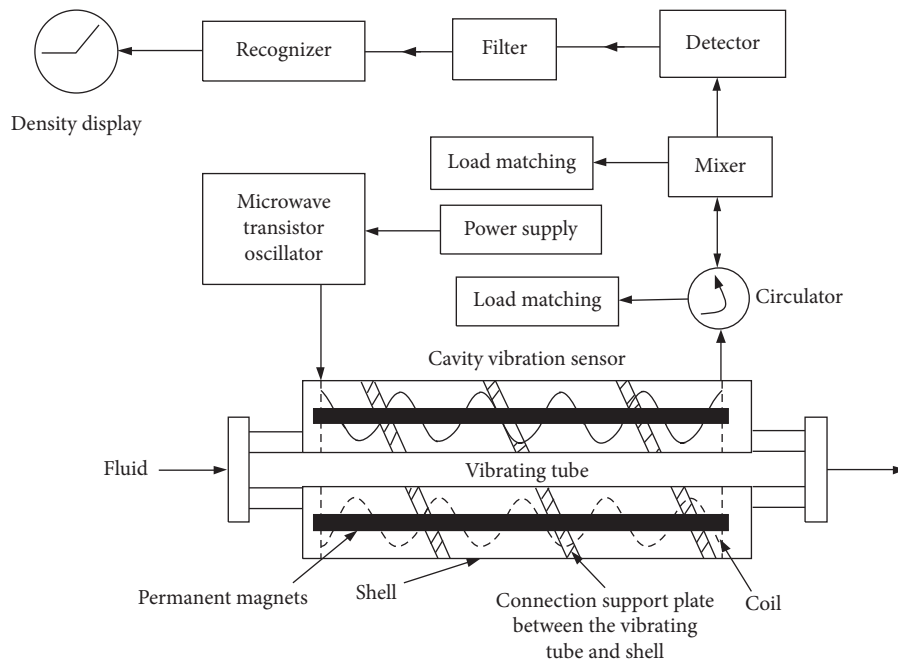 Detector
Filter
Recognizer
Density display
Mixer
Load matching
Microwave
transistor
oscillator
Power supply
Load matching
Circulator
Cavity vibration sensor
Fluid
Vibrating tube
Permanent magnets
Shell
Connection support plate
between the vibrating
tube and shell
Coil